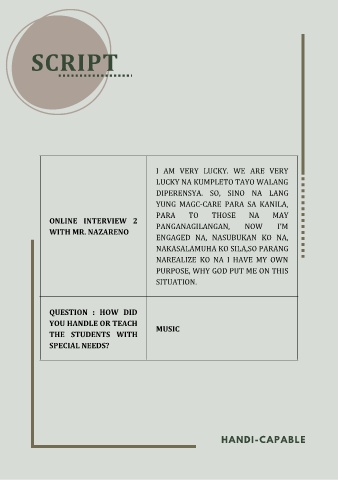 SCRIPT
ONLINE INTERVIEW 2
WITH MR. NAZARENO
I AM VERY LUCKY. WE ARE VERY
LUCKY NA KUMPLETO TAYO WALANG
DIPERENSYA. SO, SINO NA LANG
YUNG MAGC-CARE PARA SA KANILA,
PARA TO THOSE NA MAY
PANGANAGILANGAN, NOW I'M
ENGAGED NA, NASUBUKAN KO NA,
NAKASALAMUHA KO SILA,SO PARANG
NAREALIZE KO NA I HAVE MY OWN
PURPOSE, WHY GOD PUT ME ON THIS
SITUATION.
QUESTION : HOW DID
YOU HANDLE OR TEACH
THE STUDENTS WITH
SPECIAL NEEDS?
MUSIC
HANDI-CAPABLE